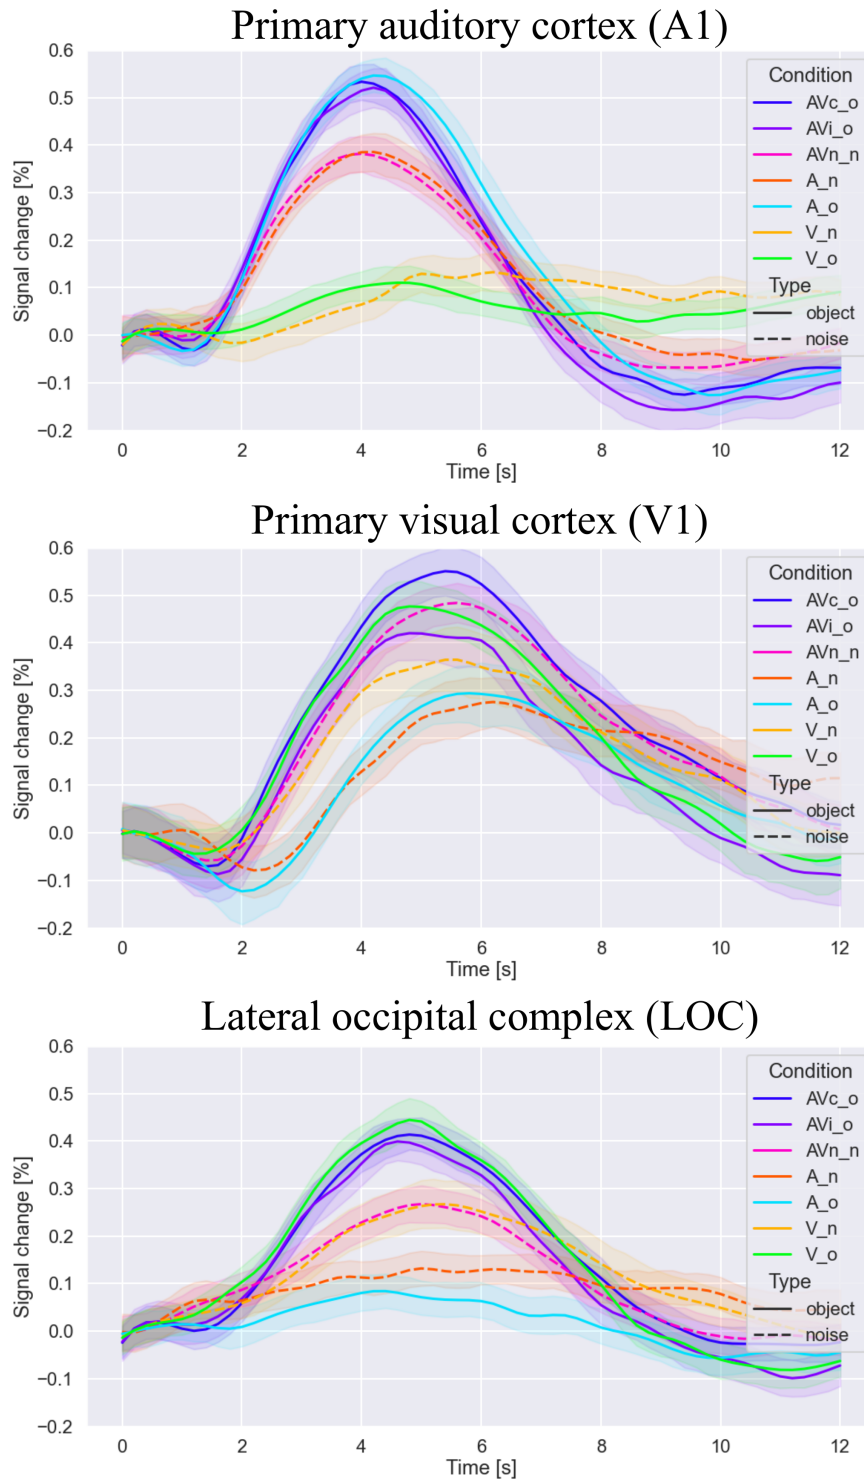 Primary auditory cortex (A1)
0.6
0.5
0.4
0.3
0.2
0.1
0.0
−0.1
−0.2
Signal change [%]
Condition
AVc_o
AVi_o
AVn_n
A_n
A_o
V_n
V_o
Type
object
noise
0 2 4 6 8 10 12
Time [s]
Primary visual cortex (V1)
0.6
0.5
0.4
0.3
0.2
0.1
0.0
−0.1
−0.2
Signal change [%]
Condition
AVc_o
AVi_o
AVn_n
A_n
A_o
V_n
V_o
Type
object
noise
0 2 4 6 8 10 12
Time [s]
Lateral occipital complex (LOC)
0.6
0.5
0.4
0.3
0.2
0.1
0.0
−0.1
−0.2
Signal change [%]
Condition
AVc_o
AVi_o
AVn_n
A_n
A_o
V_n
V_o
Type
object
noise
0 2 4 6 8 10 12
Time [s]